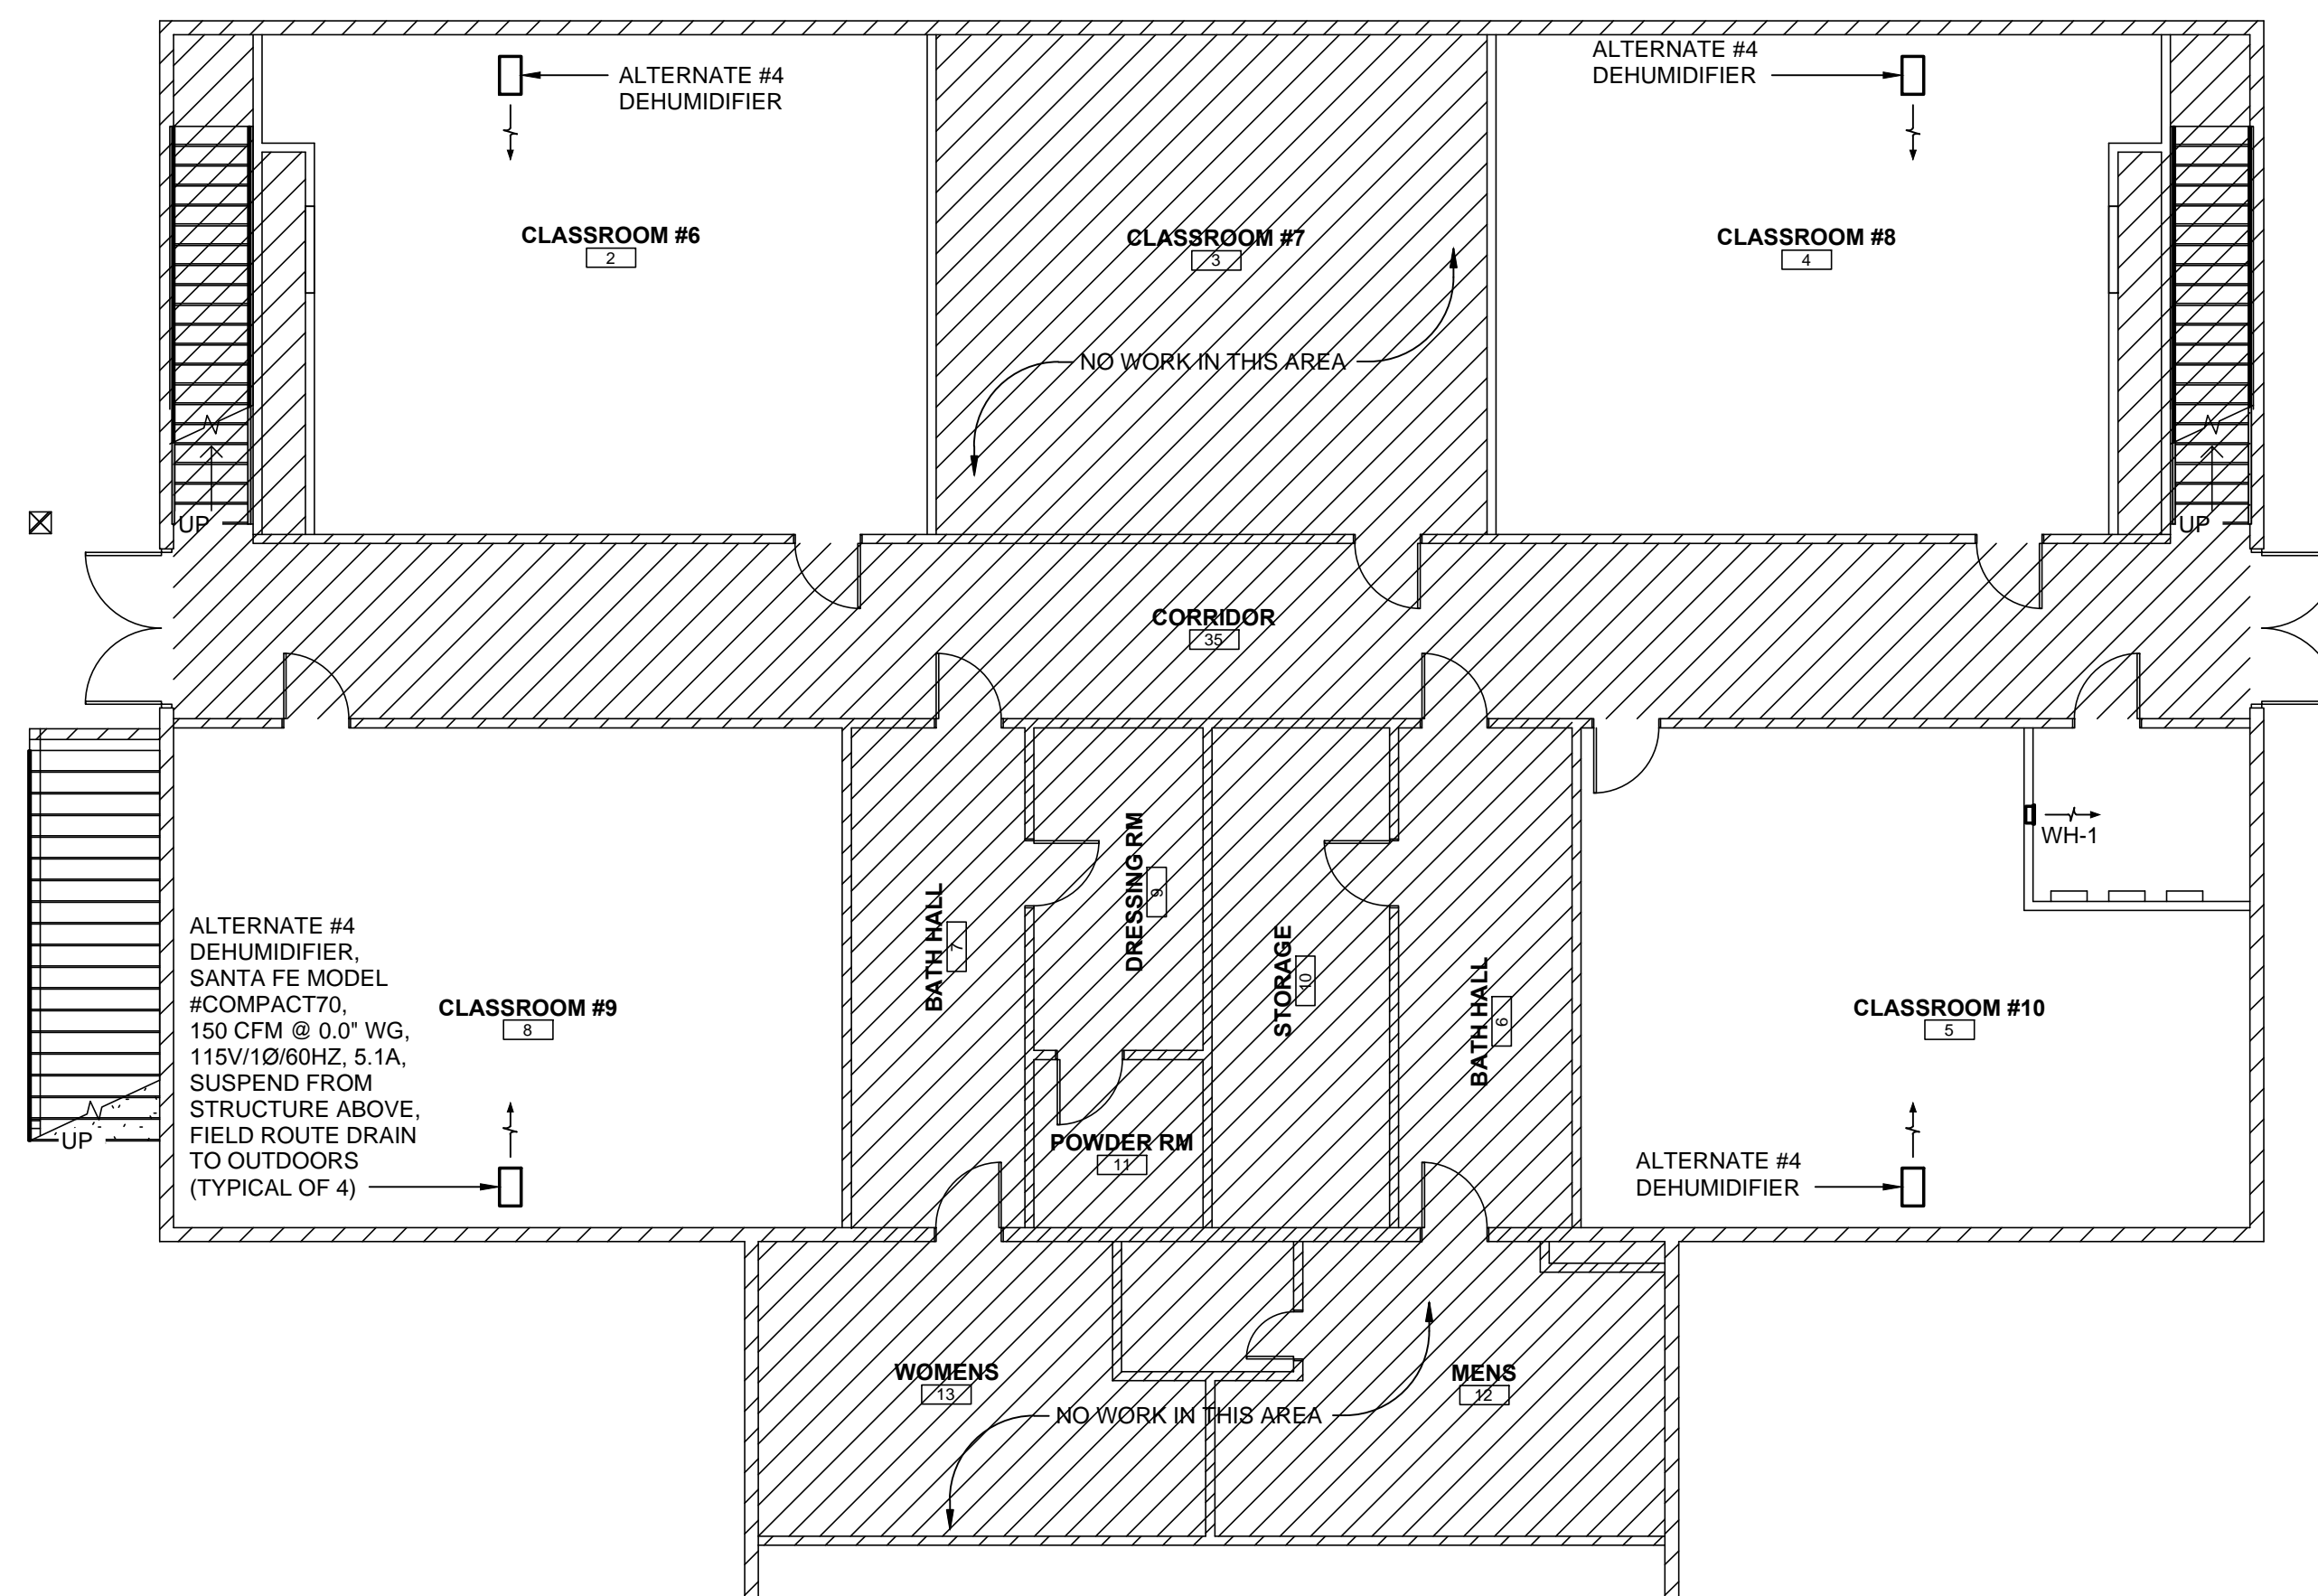 ALTERNATE #4
DEHUMIDIFIER
ALTERNATE #4
DEHUMIDIFIER
CLASSROOM #6
2
CLASSROOM #7
3
CLASSROOM #8
4
NO WORK IN THIS AREA
UP
UP
CORRIDOR
35
WH-1
ALTERNATE #4
DEHUMIDIFIER,
SANTA FE MODEL
#COMPACT70,
150 CFM @ 0.0" WG,
115V/1Ø/60HZ, 5.1A,
SUSPEND FROM
STRUCTURE ABOVE,
FIELD ROUTE DRAIN
TO OUTDOORS
(TYPICAL OF 4)
CLASSROOM #9
8
BATH HALL
7
DRESSING RM
9
STORAGE
10
BATH HALL
6
CLASSROOM #10
5
UP
POWDER RM
11
ALTERNATE #4
DEHUMIDIFIER
WOMENS
13
MENS
12
NO WORK IN THIS AREA